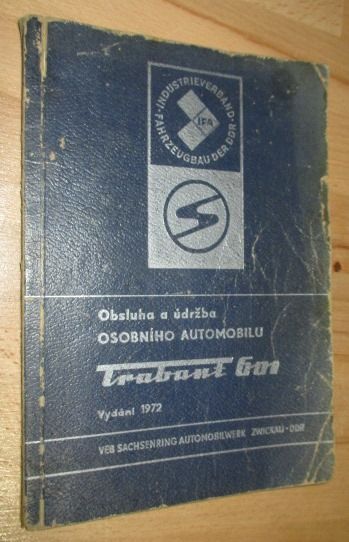 INDUSTRIEVERBAND
FAHRZEUGBAU DER DDR
IFA
S
Obsluha a údržba
OSOBNÍHO AUTOMOBILU
Trabant 601
Vydání 1972
VEB SACHSENRING AUTOMOBILWERK ZWICKAU · DDR